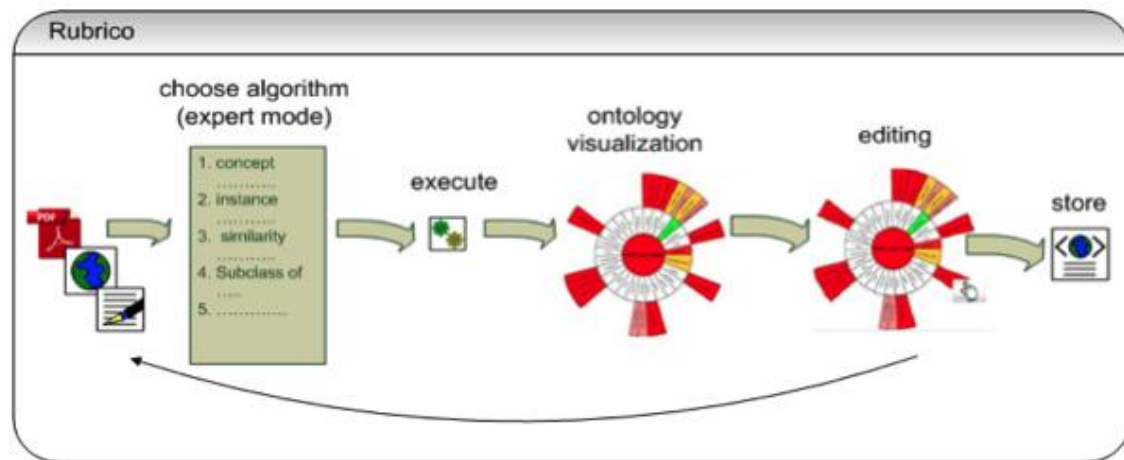 Rubrico
choose algorithm
(expert mode)
1. concept
...........
2. instance
...........
3. similarity
...........
4. Subclass of
.....
5. .............
PDF
execute
ontology
visualization
editing
store